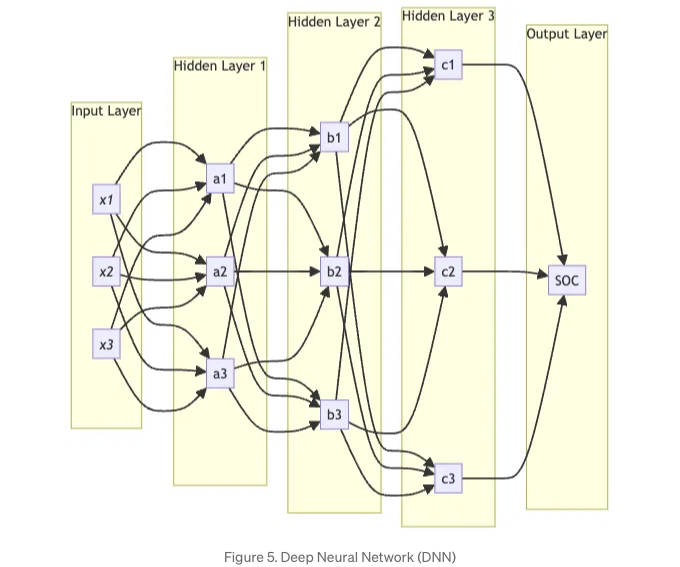 Input Layer
Hidden Layer 1
Hidden Layer 2
Hidden Layer 3
Output Layer
x1
x2
x3
a1
a2
a3
b1
b2
b3
c1
c2
c3
SOC
Figure 5. Deep Neural Network (DNN)